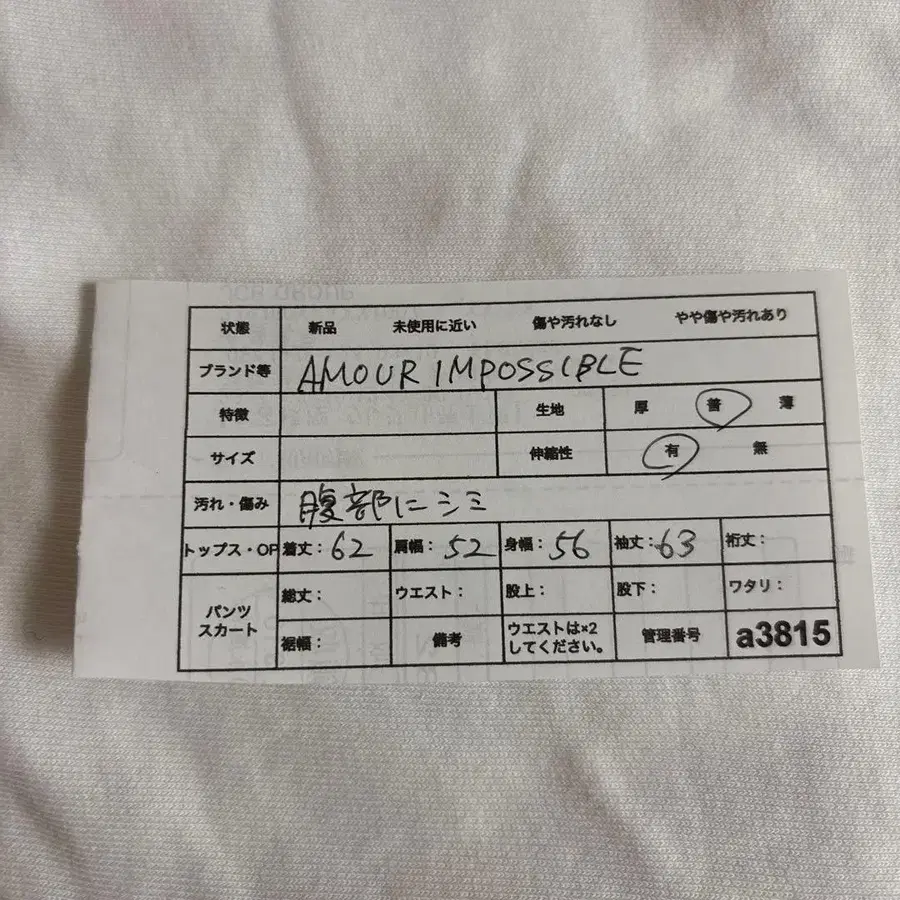 状態 新品 未使用に近い 傷や汚れなし やや傷や汚れあり
ブランド等 AMOUR IMPOSSIBLE
特徴 生地 厚 普 薄
サイズ 伸縮性 有 無
汚れ・傷み 腹部にシミ
トップス・OP 着丈：62 肩幅：52 身幅：56 袖丈：63 裄丈：
パンツ スカート 総丈： ウエスト： 股上： 股下： ワタリ：
裾幅： 備考 ウエストは×2 してください。 管理番号 a3815